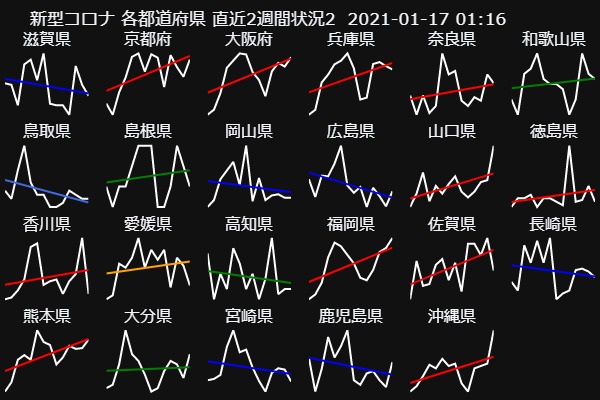 新型コロナ 各都道府県 直近2週間状況2 2021-01-17 01:16
滋賀県 京都府 大阪府 兵庫県 奈良県 和歌山県
鳥取県 島根県 岡山県 広島県 山口県 徳島県
香川県 愛媛県 高知県 福岡県 佐賀県 長崎県
熊本県 大分県 宮崎県 鹿児島県 沖縄県